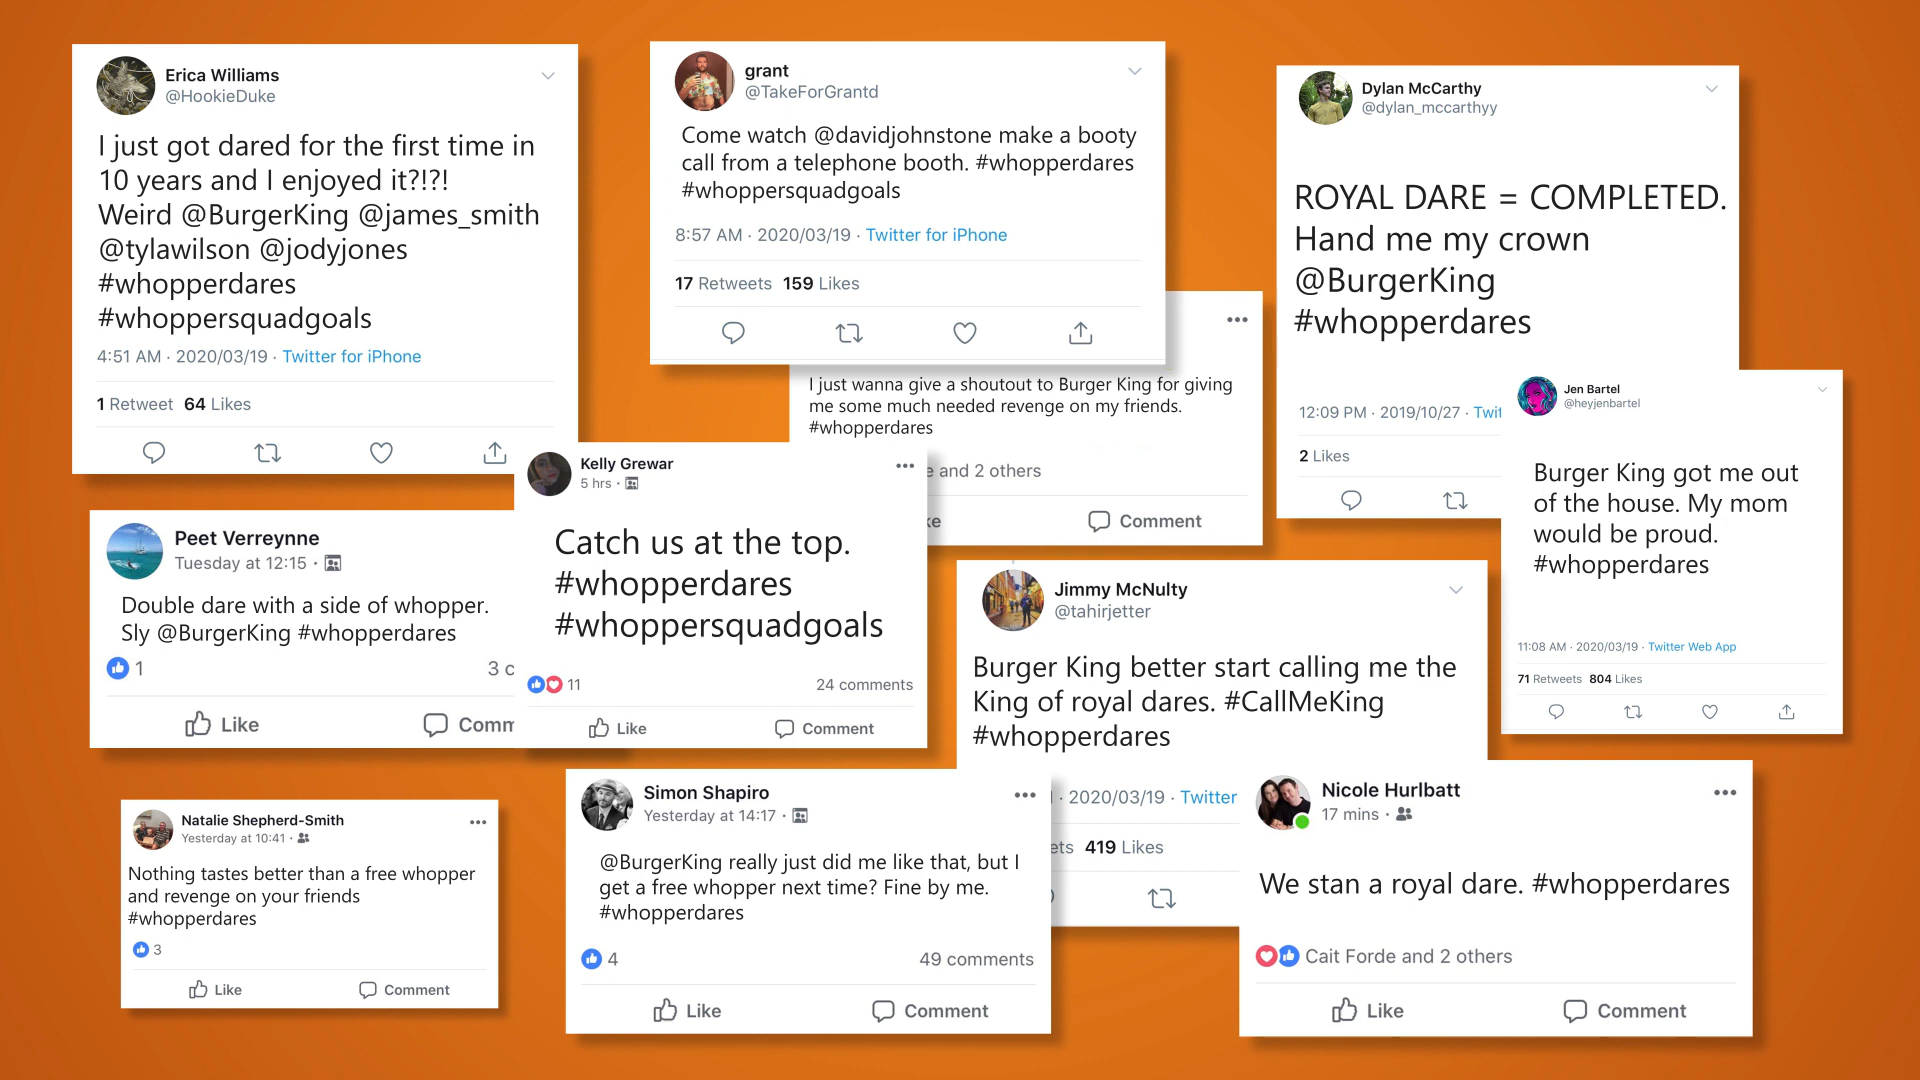 Erica Williams
@HookieDuke
I just got dared for the first time in
10 years and I enjoyed it?!?!
Weird @BurgerKing @james_smith
@tylawilson @jodyjones
#whopperdares
#whoppersquadgoals
4:51 AM · 2020/03/19 · Twitter for iPhone
1 Retweet 64 Likes
grant
@TakeForGrantd
Come watch @davidjohnstone make a booty
call from a telephone booth. #whopperdares
#whoppersquadgoals
8:57 AM · 2020/03/19 · Twitter for iPhone
17 Retweets 159 Likes
Dylan McCarthy
@dylan_mccarthyy
ROYAL DARE = COMPLETED.
Hand me my crown
@BurgerKing
#whopperdares
12:09 PM · 2019/10/27 · Twit
2 Likes
I just wanna give a shoutout to Burger King for giving
me some much needed revenge on my friends.
#whopperdares
e and 2 others
ke Comment
Jen Bartel
@heyjenbartel
Burger King got me out
of the house. My mom
would be proud.
#whopperdares
11:08 AM · 2020/03/19 · Twitter Web App
71 Retweets 804 Likes
Kelly Grewar
5 hrs ·
Catch us at the top.
#whopperdares
#whoppersquadgoals
11 24 comments
Like Comment
Peet Verreynne
Tuesday at 12:15 ·
Double dare with a side of whopper.
Sly @BurgerKing #whopperdares
1 3 c
Like Comm
Jimmy McNulty
@tahirjetter
Burger King better start calling me the
King of royal dares. #CallMeKing
#whopperdares
· 2020/03/19 · Twitter
ets 419 Likes
Natalie Shepherd-Smith
Yesterday at 10:41 ·
Nothing tastes better than a free whopper
and revenge on your friends
#whopperdares
3
Like Comment
Simon Shapiro
Yesterday at 14:17 ·
@BurgerKing really just did me like that, but I
get a free whopper next time? Fine by me.
#whopperdares
4 49 comments
Like Comment
Nicole Hurlbatt
17 mins ·
We stan a royal dare. #whopperdares
Cait Forde and 2 others
Like Comment